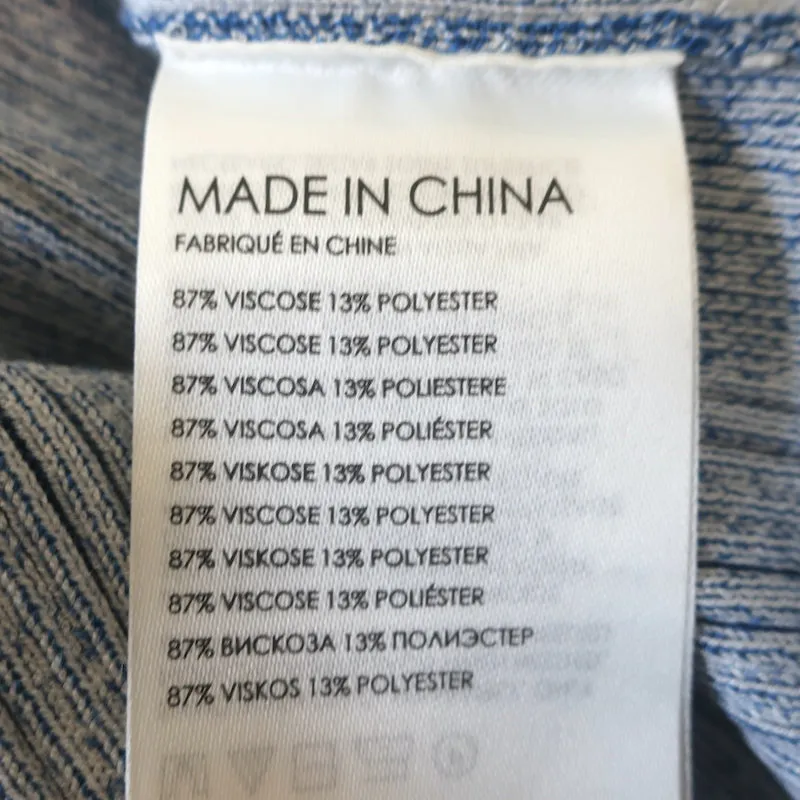 MADE IN CHINA
FABRIQUÉ EN CHINE
87% VISCOSE 13% POLYESTER
87% VISCOSE 13% POLYESTER
87% VISCOSA 13% POLIESTERE
87% VISCOSA 13% POLIÉSTER
87% VISKOSE 13% POLYESTER
87% VISCOSE 13% POLYESTER
87% VISKOSE 13% POLYESTER
87% VISCOSE 13% POLIÉSTER
87% ВИСКОЗА 13% ПОЛИЭСТЕР
87% VISKOS 13% POLYESTER